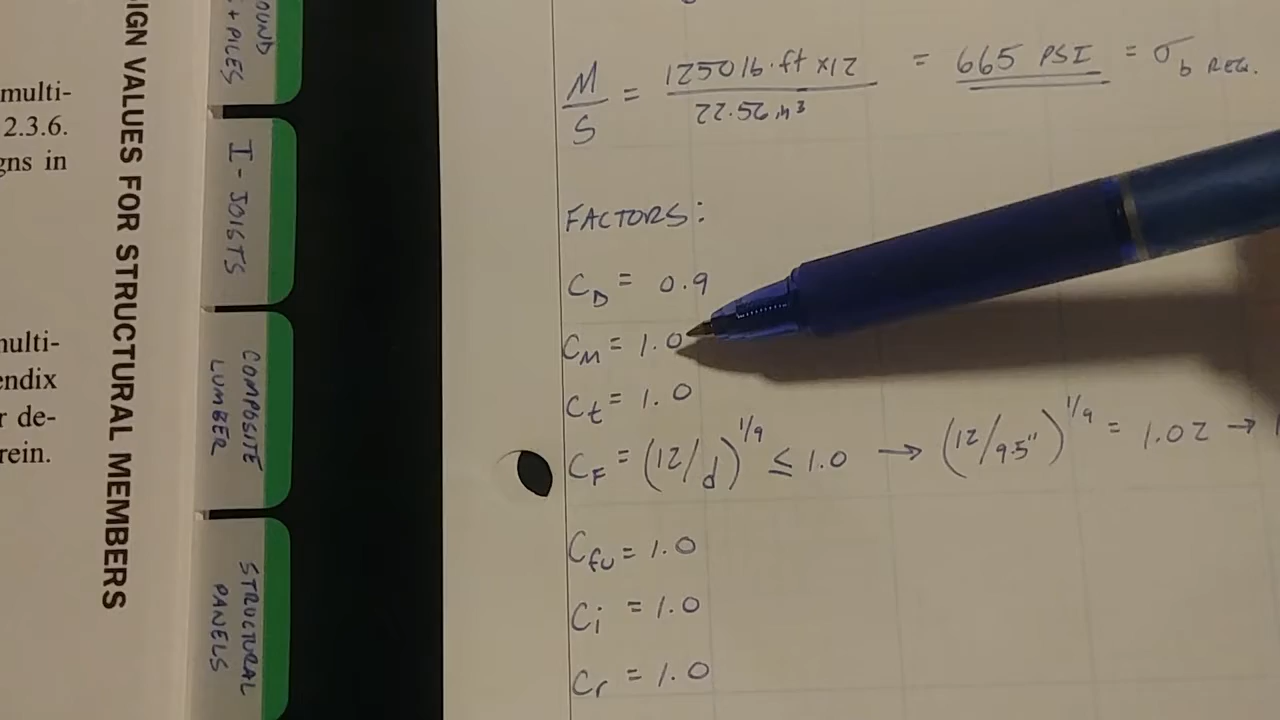 multi-
2.3.6.
gns in
multi-
endix
r de-
rein.
IGN VALUES FOR STRUCTURAL MEMBERS
OUND
+ PILES
I-JOISTS
COMPOSITE
LUMBER
STRUCTURAL
PANELS
M/S = 1250 lb·ft x12 / 22.56 in³ = 665 PSI = σb REQ.
FACTORS:
CD = 0.9
CM = 1.0
Ct = 1.0
CF = (12/d)^1/9 ≤ 1.0 → (12/9.5")^1/9 = 1.02 →
Cfu = 1.0
Ci = 1.0
Cr = 1.0